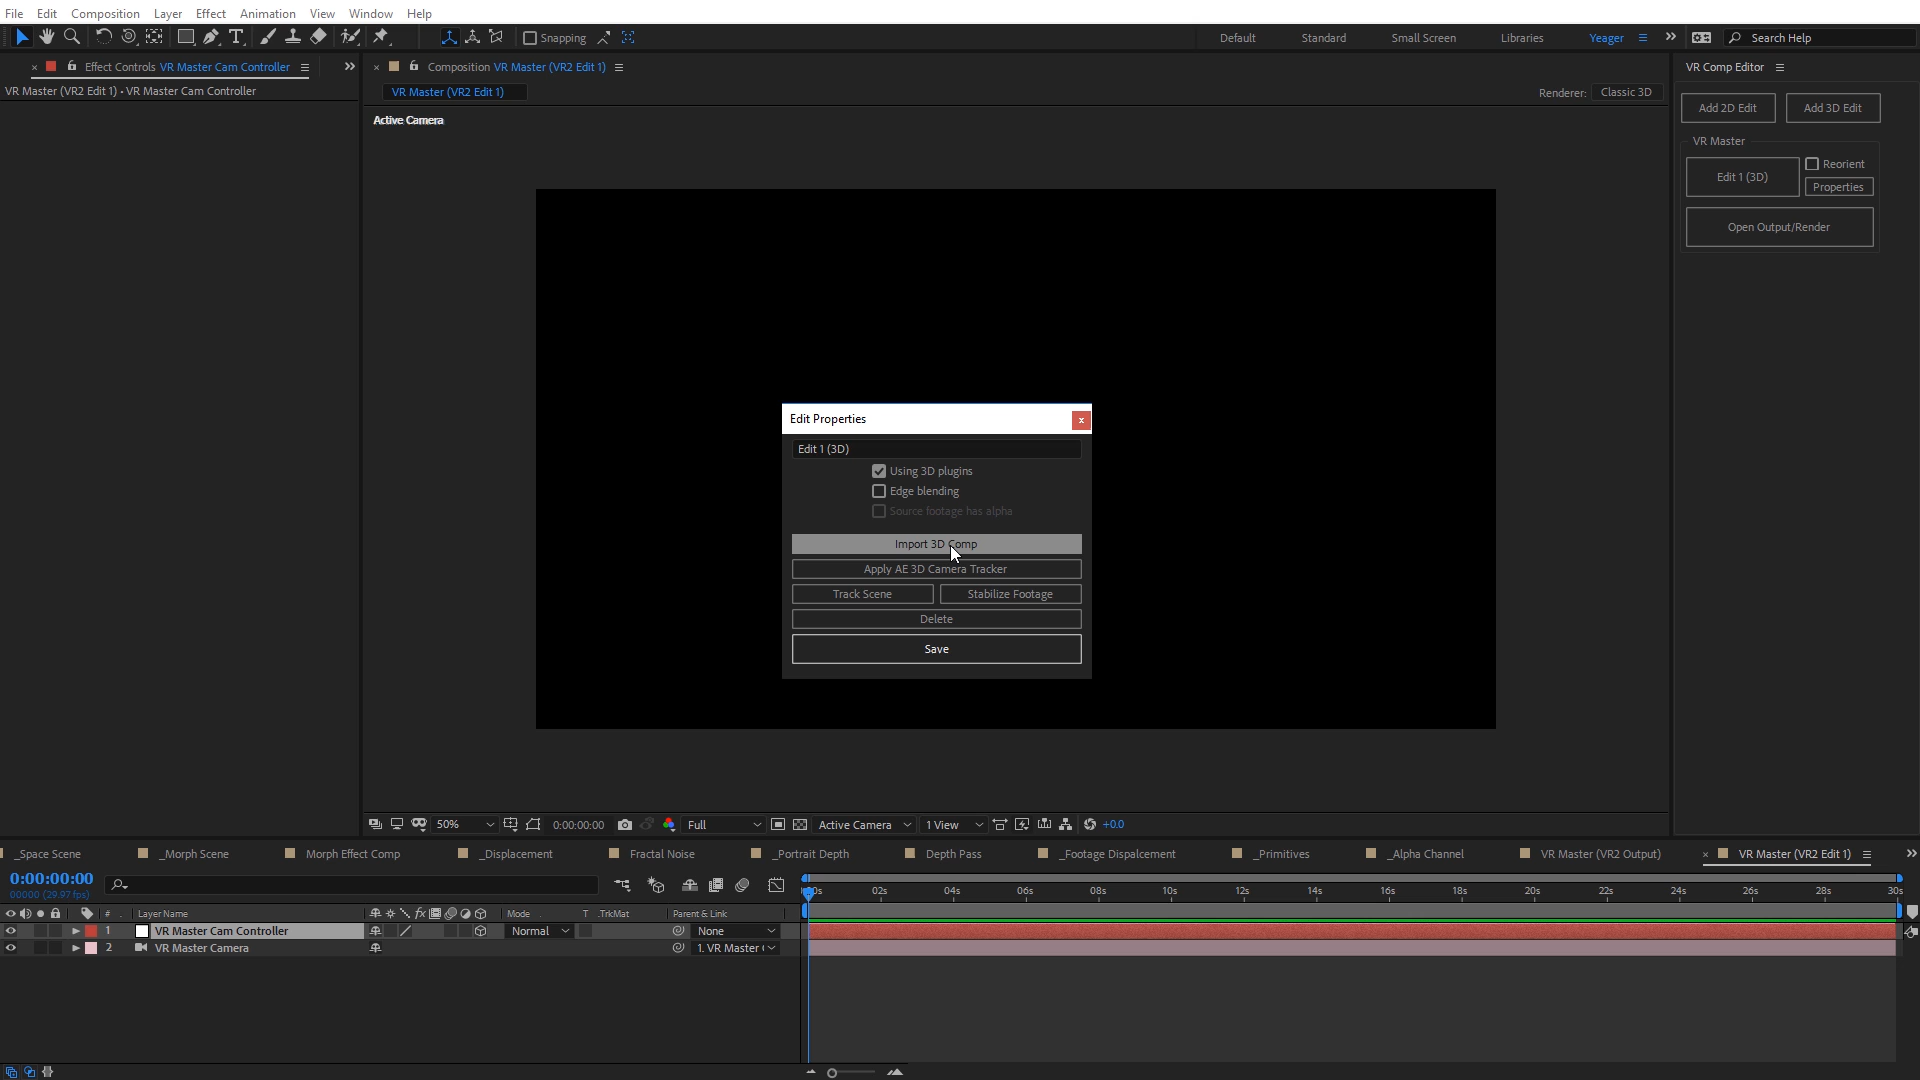 File Edit Composition Layer Effect Animation View Window Help
Snapping Default Standard Small Screen Libraries Yeager Search Help
Effect Controls VR Master Cam Controller
Composition VR Master (VR2 Edit 1)
VR Comp Editor
VR Master (VR2 Edit 1) • VR Master Cam Controller
VR Master (VR2 Edit 1)
Renderer: Classic 3D
Add 2D Edit Add 3D Edit
Active Camera
VR Master
Edit 1 (3D) Reorient
Properties
Open Output/Render
Edit Properties
Edit 1 (3D)
Using 3D plugins
Edge blending
Source footage has alpha
Import 3D Comp
Apply AE 3D Camera Tracker
Track Scene Stabilize Footage
Delete
Save
50% 0:00:00:00 Full Active Camera 1 View +0.0
_Space Scene _Morph Scene Morph Effect Comp _Displacement Fractal Noise _Portrait Depth Depth Pass _Footage Dispalcement _Primitives _Alpha Channel VR Master (VR2 Output) VR Master (VR2 Edit 1)
0:00:00:00
00000 (29.97 fps)
02s 04s 06s 08s 10s 12s 14s 16s 18s 20s 22s 24s 26s 28s 30s
# Layer Name Mode T .TrkMat Parent & Link
1 VR Master Cam Controller Normal None
2 VR Master Camera 1. VR Master